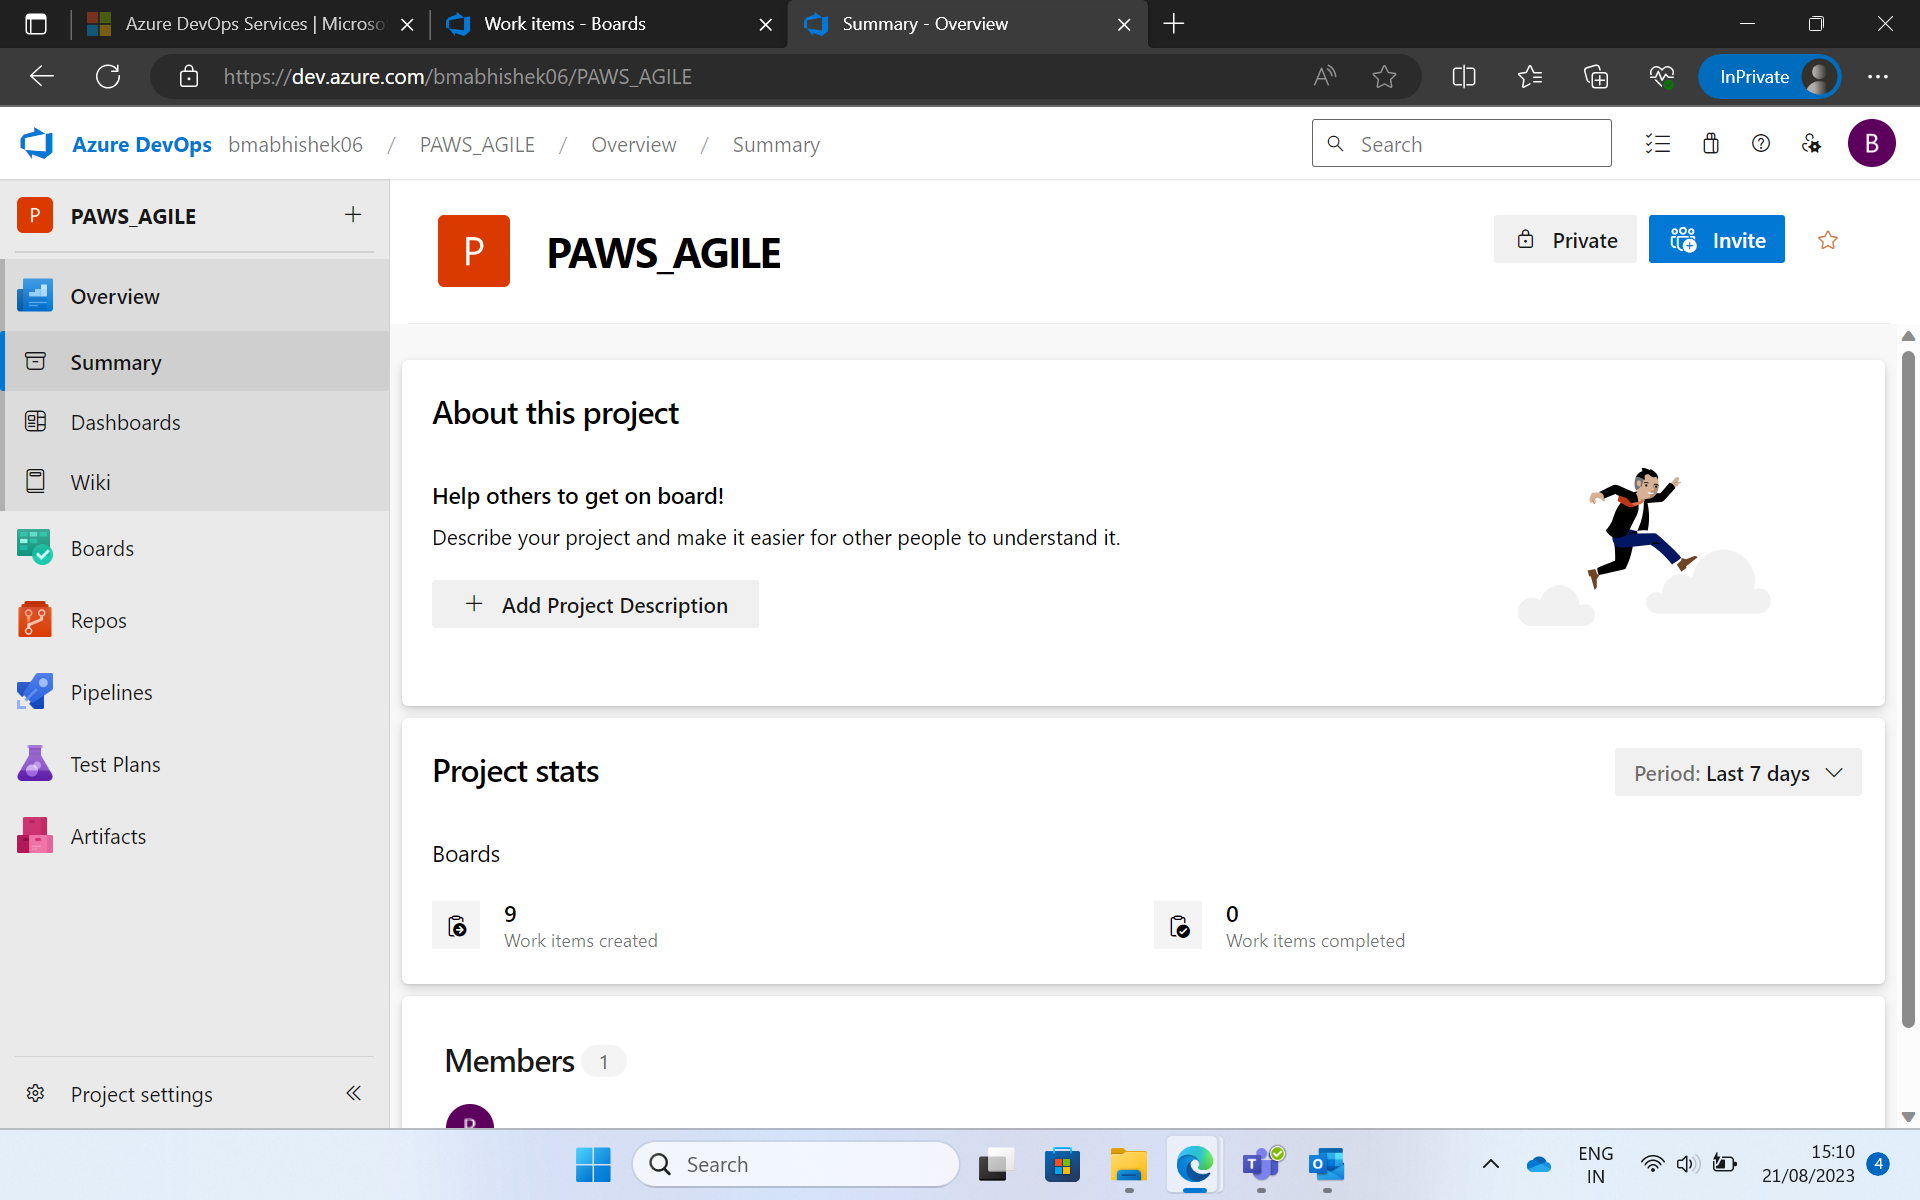 Azure DevOps Services | Microso
Work items - Boards
Summary - Overview
https://dev.azure.com/bmabhishek06/PAWS_AGILE
InPrivate
Azure DevOps bmabhishek06 / PAWS_AGILE / Overview / Summary
Search
B
P PAWS_AGILE
Overview
Summary
Dashboards
Wiki
Boards
Repos
Pipelines
Test Plans
Artifacts
Project settings
P PAWS_AGILE
Private
Invite
About this project
Help others to get on board!
Describe your project and make it easier for other people to understand it.
Add Project Description
Project stats
Period: Last 7 days
Boards
9
Work items created
0
Work items completed
Members 1
Search
ENG
IN
15:10
21/08/2023
4